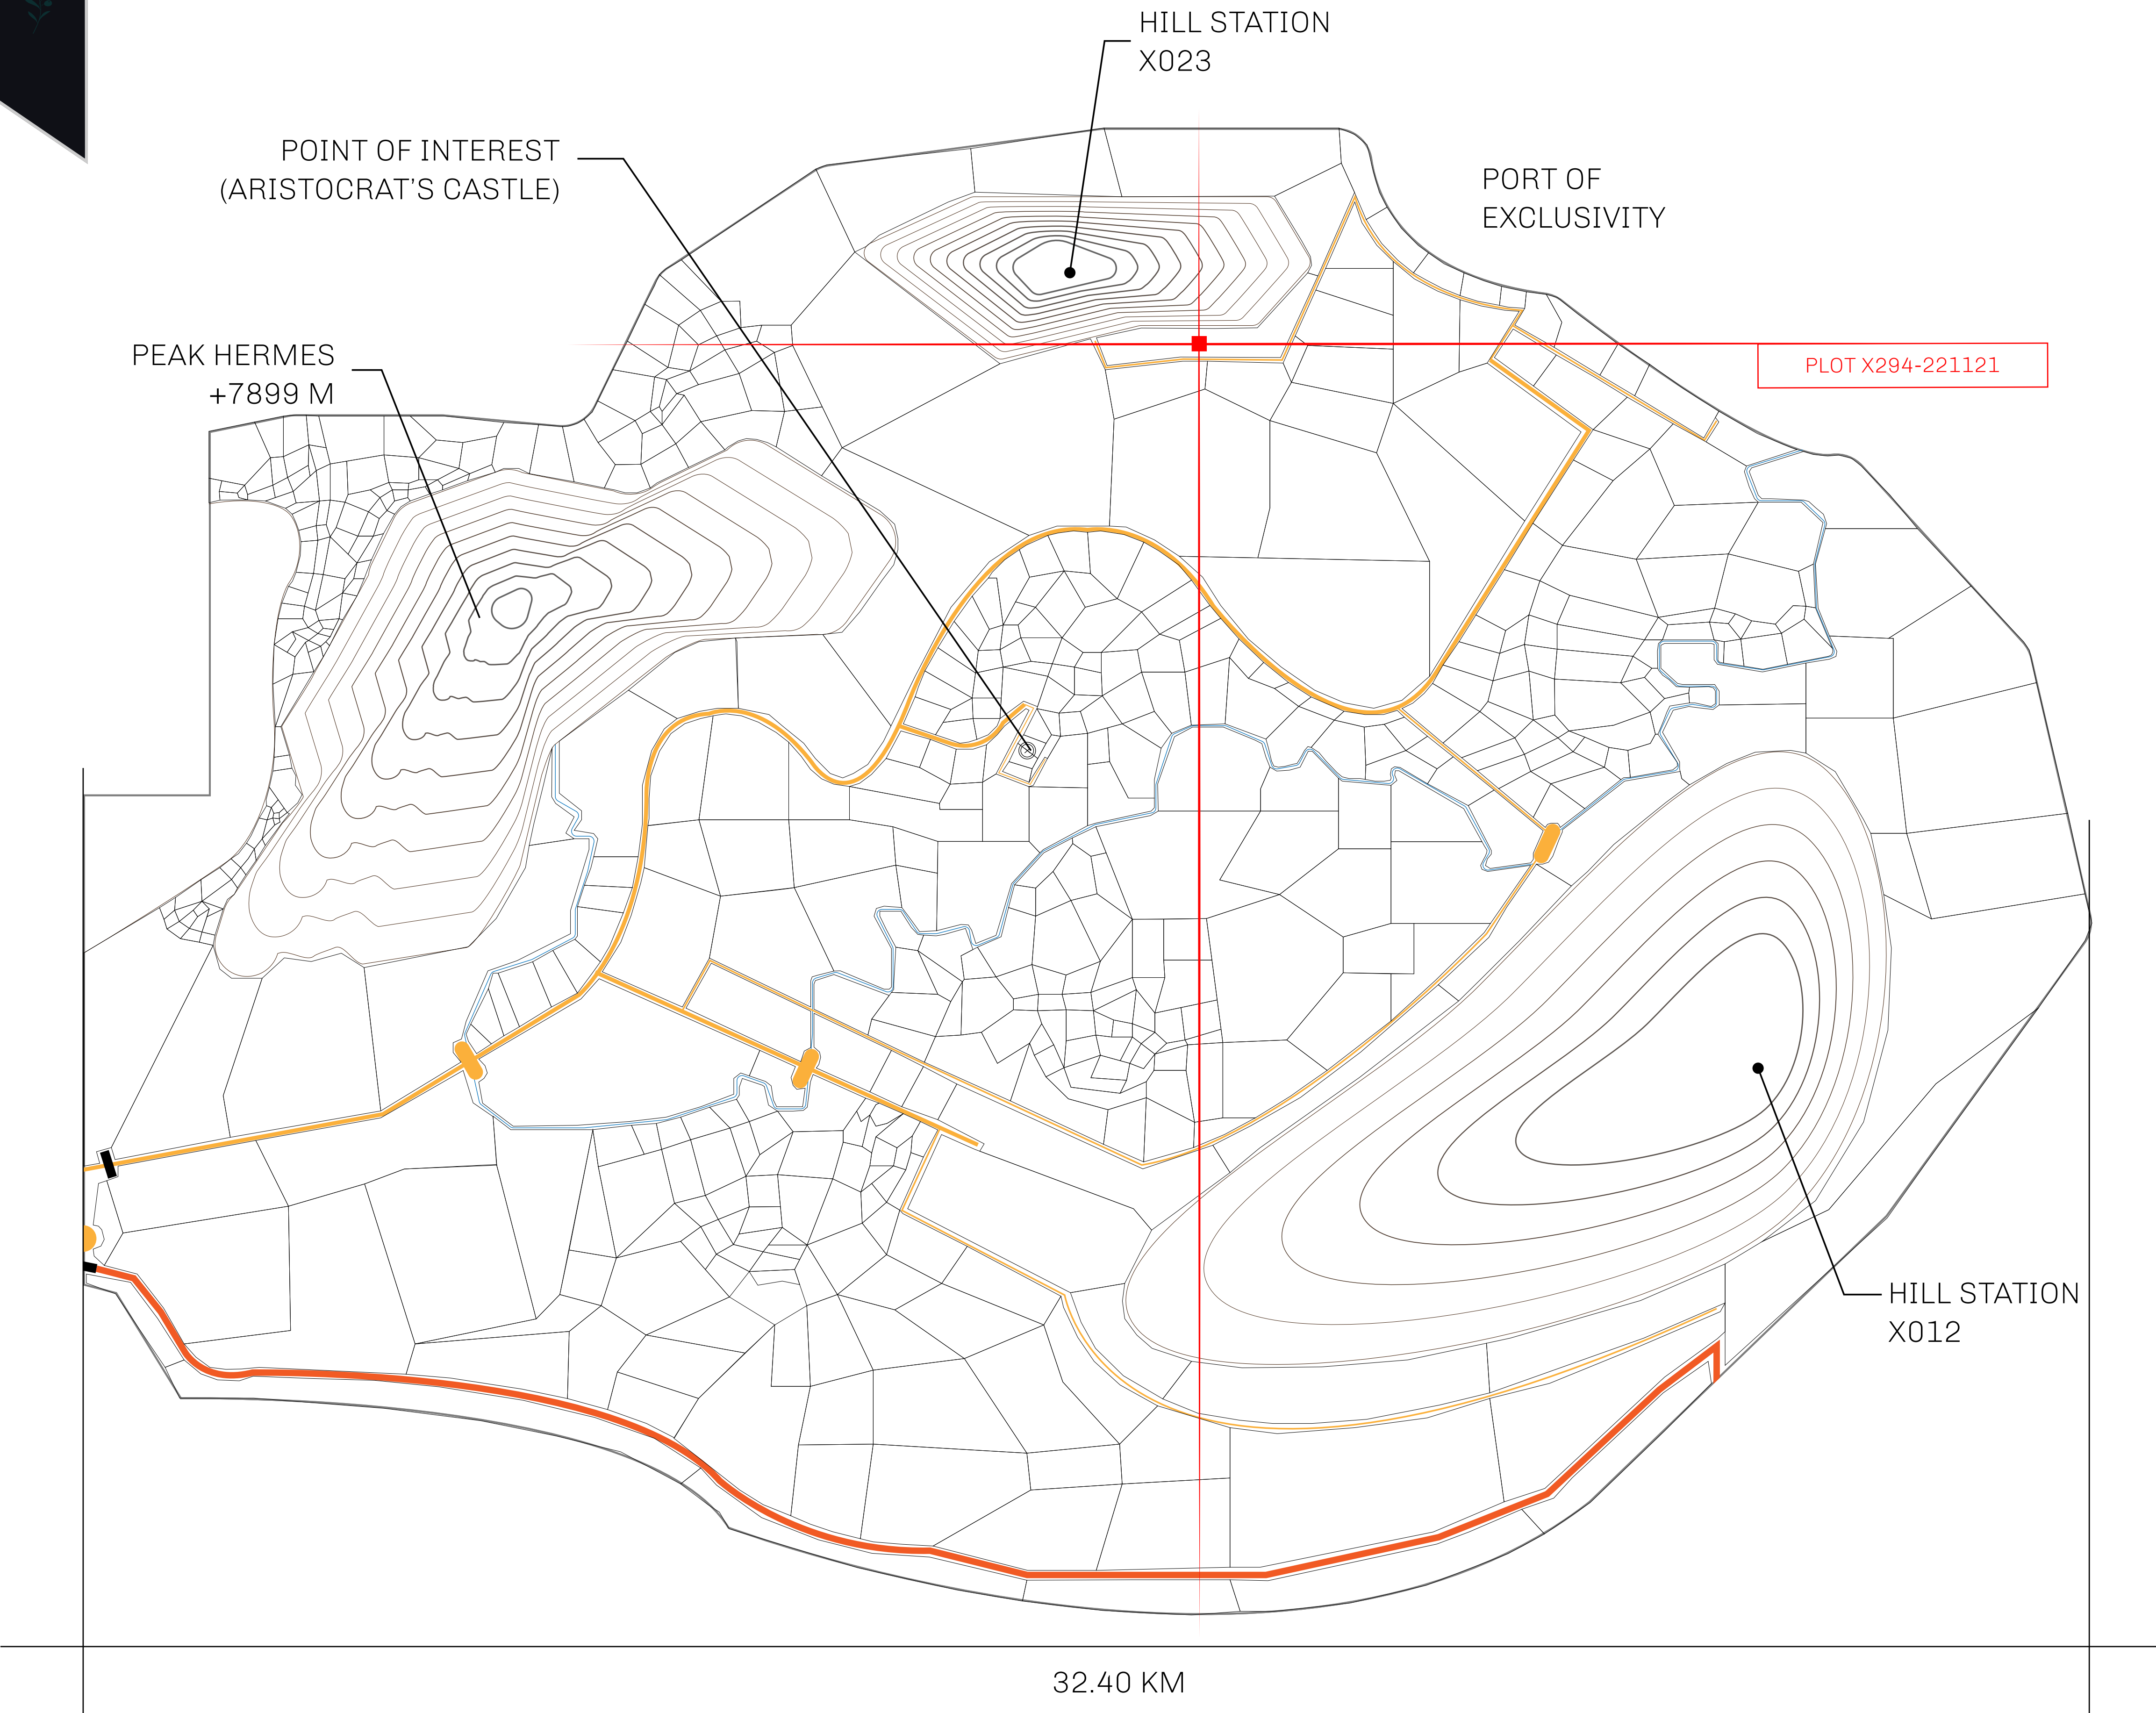 HILL STATION
X023
POINT OF INTEREST
(ARISTOCRAT'S CASTLE)
PORT OF
EXCLUSIVITY
PEAK HERMES
+7899 M
PLOT X294-221121
HILL STATION
X012
32.40 KM